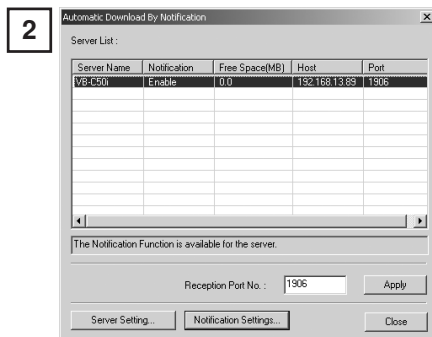 2
Automatic Download By Notification
Server List :
Server Name Notification Free Space(MB) Host Port
VB-C50i Enable 0.0 192.168.13.89 1906
The Notification Function is available for the server.
Reception Port No. : 1906 Apply
Server Setting... Notification Settings... Close